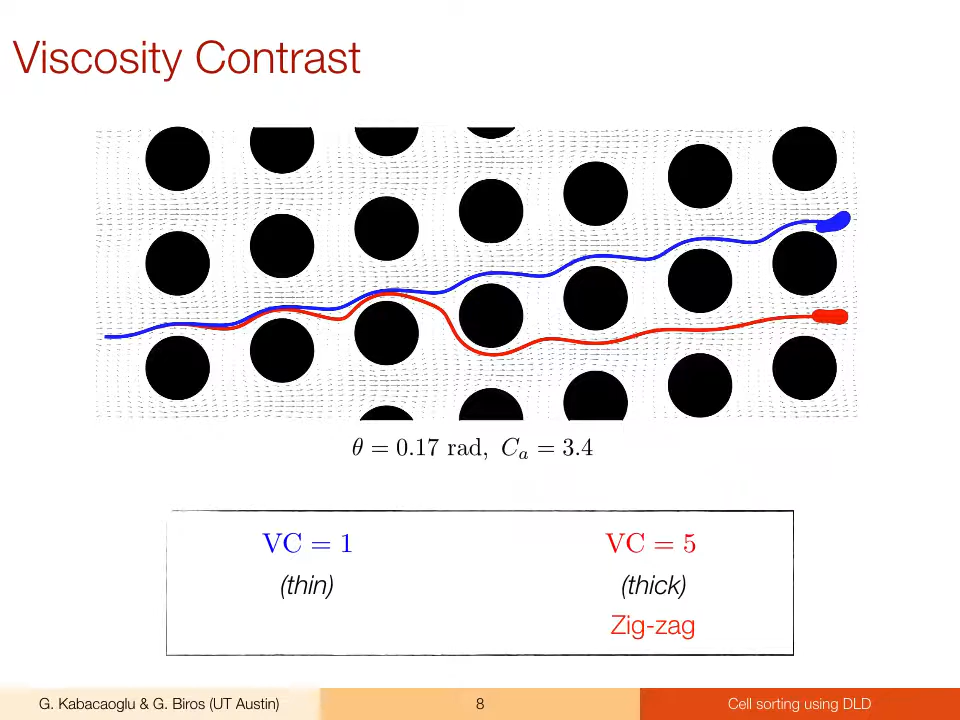 Viscosity Contrast
θ = 0.17 rad, Cₐ = 3.4
VC = 1
VC = 5
(thin)
(thick)
Zig-zag
G. Kabacaoglu & G. Biros (UT Austin)
8
Cell sorting using DLD